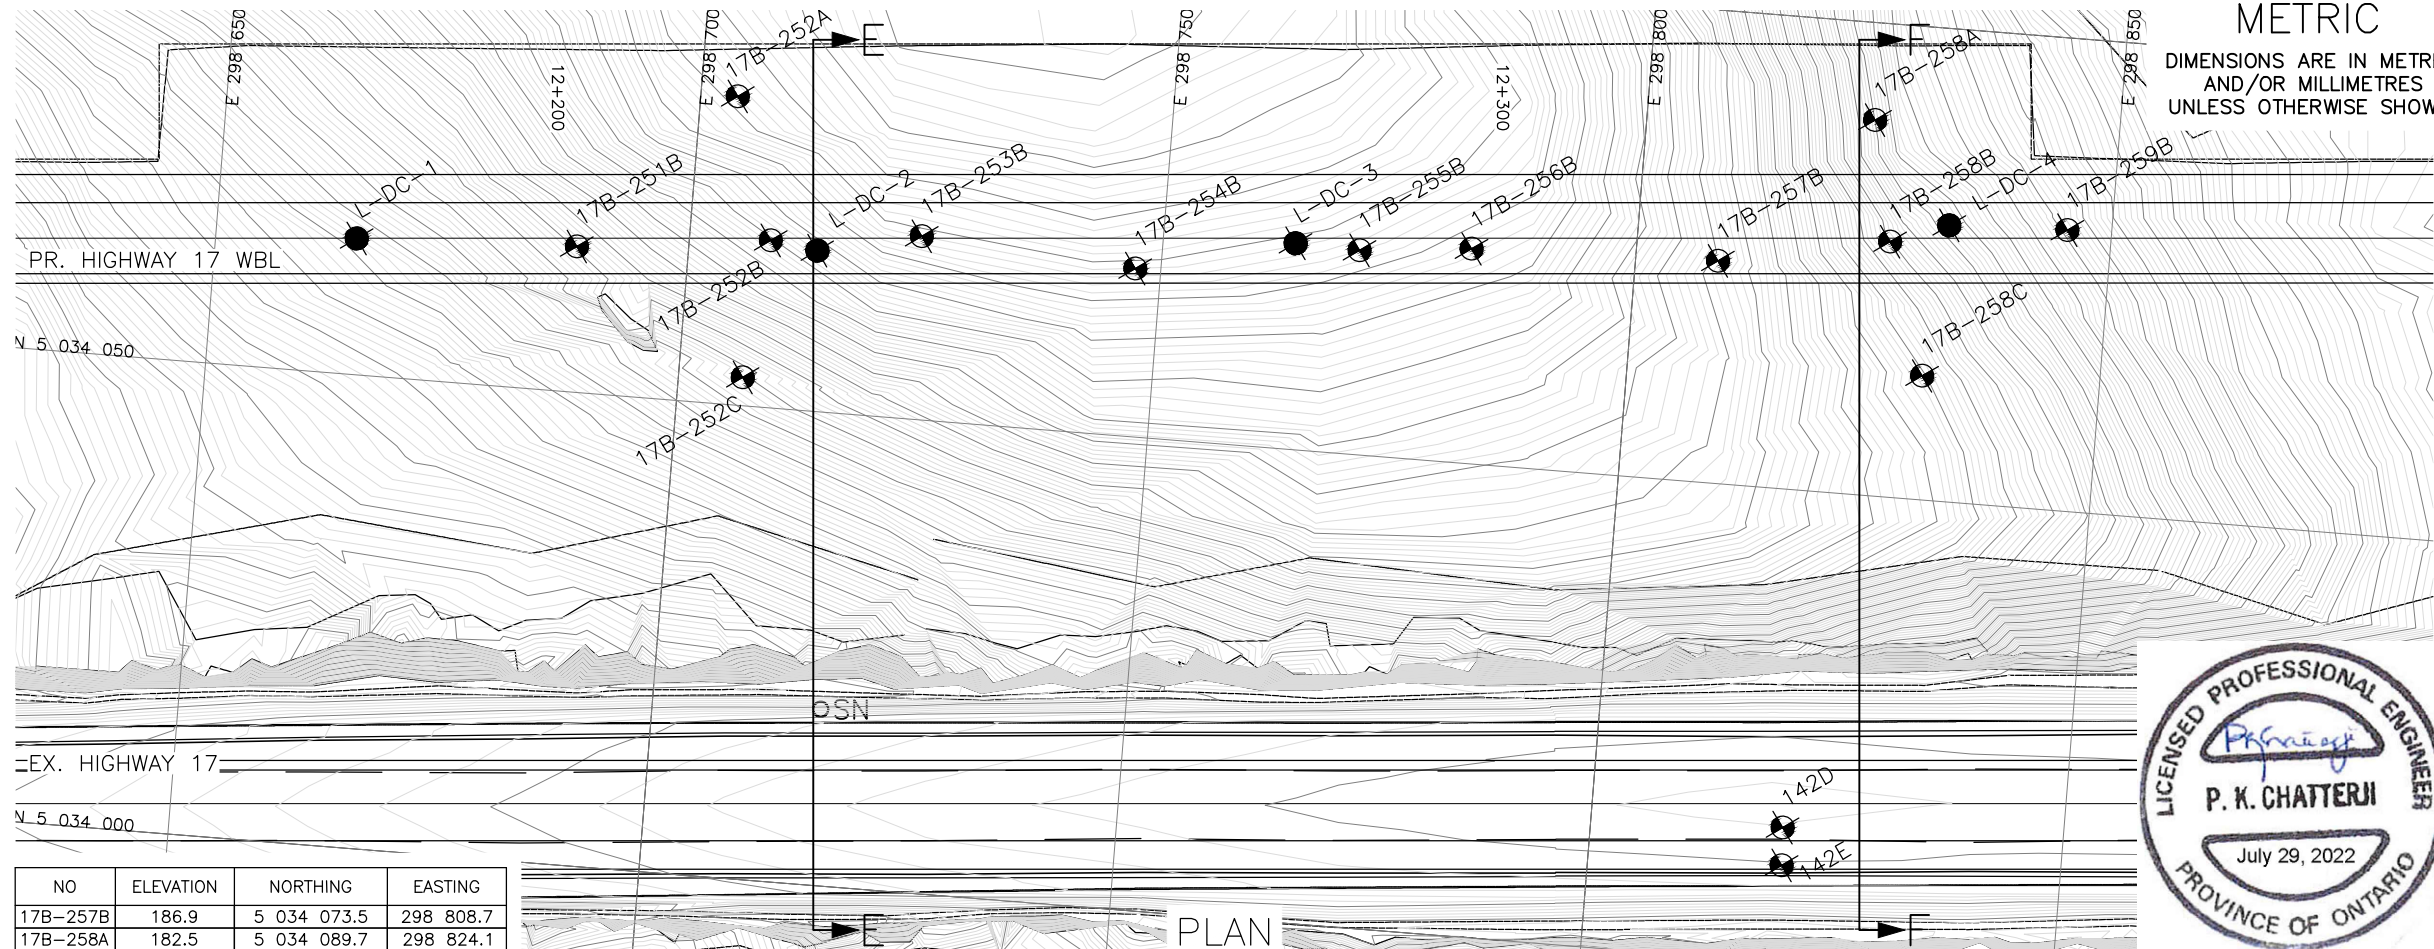 METRIC
DIMENSIONS ARE IN METR
AND/OR MILLIMETRES
UNLESS OTHERWISE SHOW
E 298 650
E 298 700
E 298 750
E 298 800
E 298 850
12+200
12+300
E
F
17B-252A
17B-258A
L-DC-1
17B-251B
L-DC-2
17B-253B
17B-254B
L-DC-3
17B-255B
17B-256B
17B-257B
17B-258B
L-DC-4
17B-259B
PR. HIGHWAY 17 WBL
17B-252B
17B-258C
N 5 034 050
17B-252C
SN
EX. HIGHWAY 17
142D
142E
N 5 034 000
NO ELEVATION NORTHING EASTING
17B-257B 186.9 5 034 073.5 298 808.7
17B-258A 182.5 5 034 089.7 298 824.1
E
PLAN
F
LICENSED PROFESSIONAL ENGINEER
P. K. CHATTERJI
July 29, 2022
PROVINCE OF ONTARIO